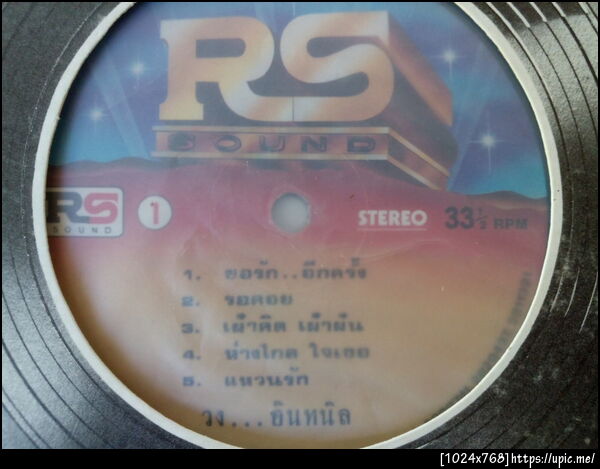 RS
SOUND
RS
SOUND
1
STEREO 33 1/2 RPM
1. ขอรัก..อีกครั้ง
2. รอคอย
3. เฝ้าคิด เฝ้าฝัน
4. ห่างไกล ใจเธอ
5. แหวนรัก
วง...อินทนิล
[1024x768]https://upic.me/